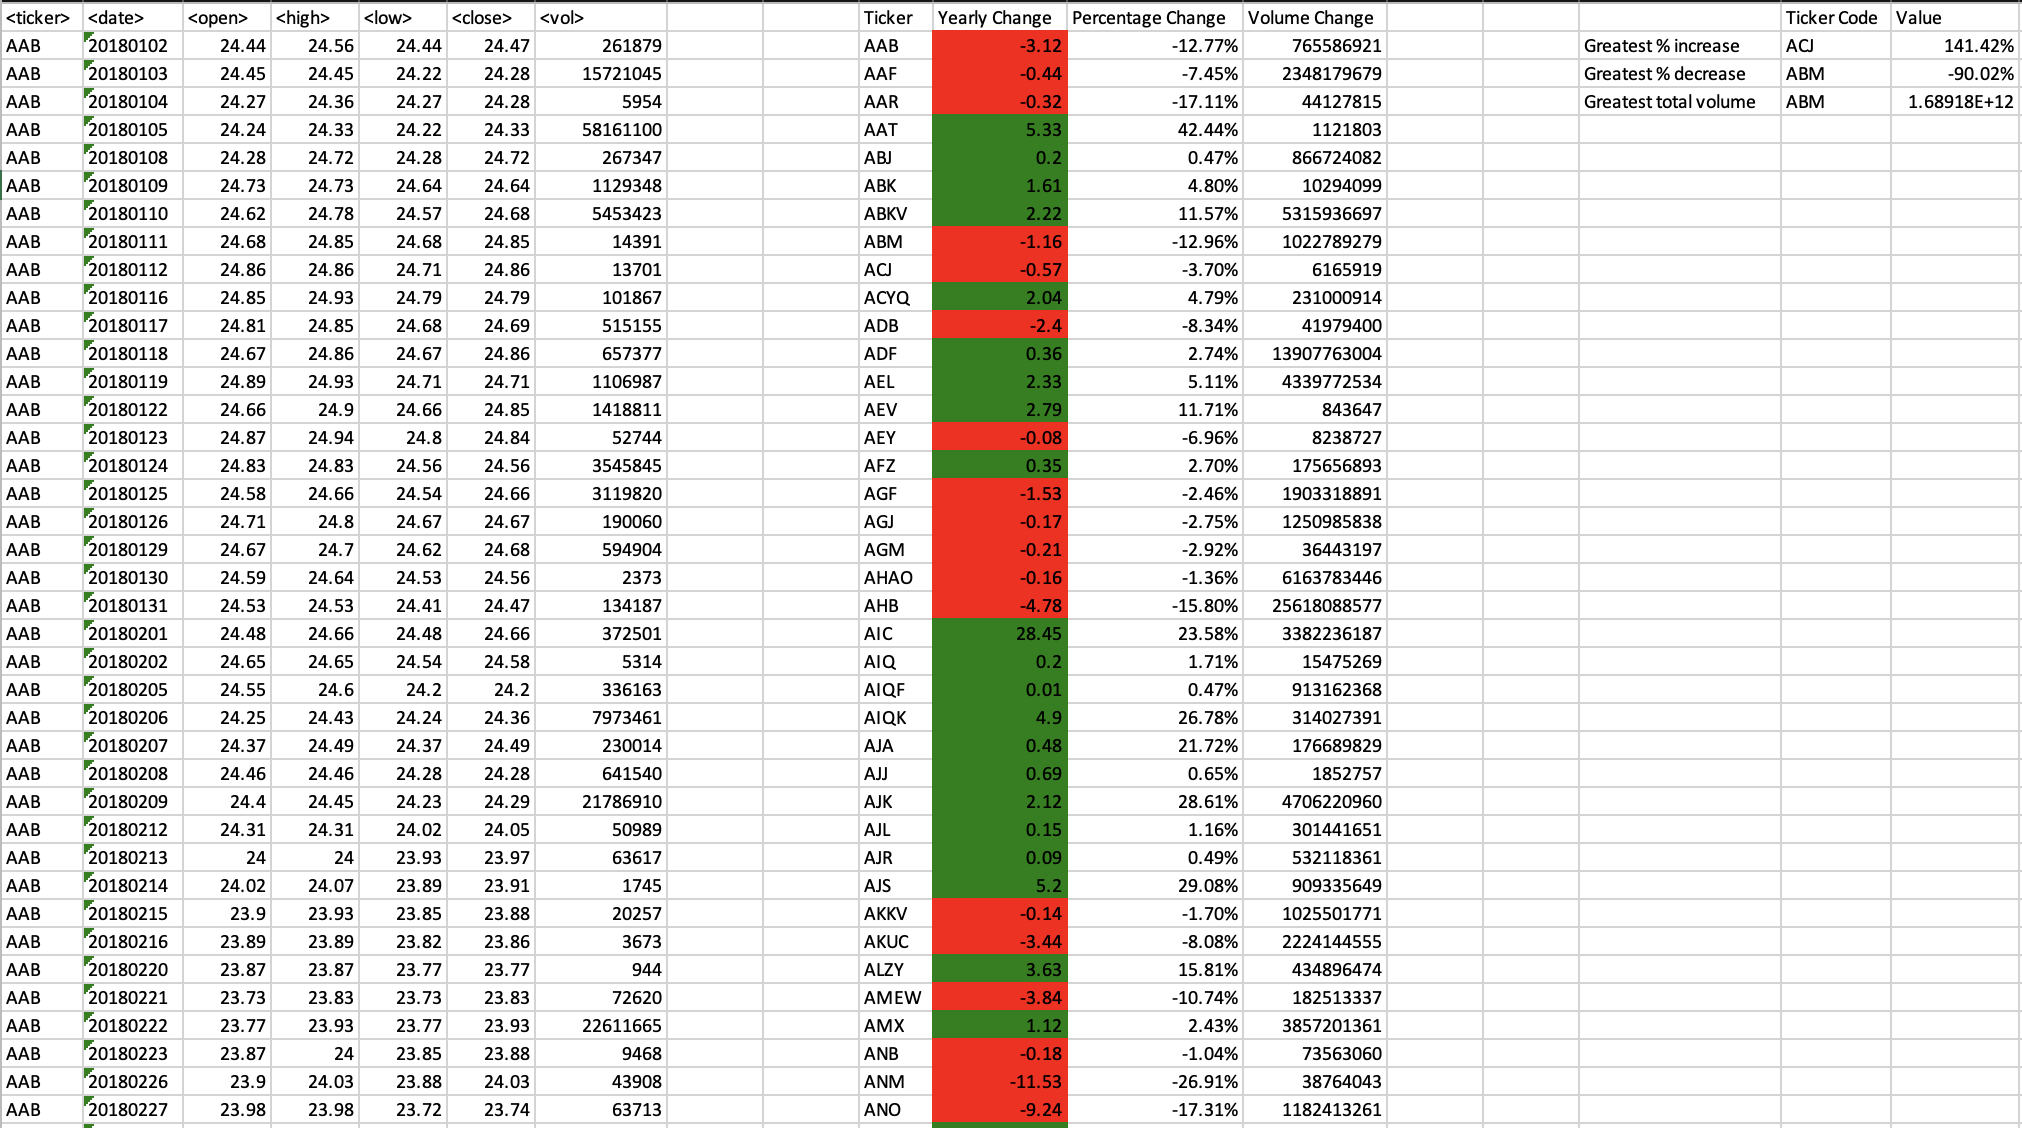 <ticker> <date> <open> <high> <low> <close> <vol> Ticker Yearly Change Percentage Change Volume Change Ticker Code Value
AAB 20180102 24.44 24.56 24.44 24.47 261879 AAB -3.12 -12.77% 765586921 Greatest % increase ACJ 141.42%
AAB 20180103 24.45 24.45 24.22 24.28 15721045 AAF -0.44 -7.45% 2348179679 Greatest % decrease ABM -90.02%
AAB 20180104 24.27 24.36 24.27 24.28 5954 AAR -0.32 -17.11% 44127815 Greatest total volume ABM 1.68918E+12
AAB 20180105 24.24 24.33 24.22 24.33 58161100 AAT 5.33 42.44% 1121803
AAB 20180108 24.28 24.72 24.28 24.72 267347 ABJ 0.2 0.47% 866724082
AAB 20180109 24.73 24.73 24.64 24.64 1129348 ABK 1.61 4.80% 10294099
AAB 20180110 24.62 24.78 24.57 24.68 5453423 ABKV 2.22 11.57% 5315936697
AAB 20180111 24.68 24.85 24.68 24.85 14391 ABM -1.16 -12.96% 1022789279
AAB 20180112 24.86 24.86 24.71 24.86 13701 ACJ -0.57 -3.70% 6165919
AAB 20180116 24.85 24.93 24.79 24.79 101867 ACYQ 2.04 4.79% 231000914
AAB 20180117 24.81 24.85 24.68 24.69 515155 ADB -2.4 -8.34% 41979400
AAB 20180118 24.67 24.86 24.67 24.86 657377 ADF 0.36 2.74% 13907763004
AAB 20180119 24.89 24.93 24.71 24.71 1106987 AEL 2.33 5.11% 4339772534
AAB 20180122 24.66 24.9 24.66 24.85 1418811 AEV 2.79 11.71% 843647
AAB 20180123 24.87 24.94 24.8 24.84 52744 AEY -0.08 -6.96% 8238727
AAB 20180124 24.83 24.83 24.56 24.56 3545845 AFZ 0.35 2.70% 175656893
AAB 20180125 24.58 24.66 24.54 24.66 3119820 AGF -1.53 -2.46% 1903318891
AAB 20180126 24.71 24.8 24.67 24.67 190060 AGJ -0.17 -2.75% 1250985838
AAB 20180129 24.67 24.7 24.62 24.68 594904 AGM -0.21 -2.92% 36443197
AAB 20180130 24.59 24.64 24.53 24.56 2373 AHAO -0.16 -1.36% 6163783446
AAB 20180131 24.53 24.53 24.41 24.47 134187 AHB -4.78 -15.80% 25618088577
AAB 20180201 24.48 24.66 24.48 24.66 372501 AIC 28.45 23.58% 3382236187
AAB 20180202 24.65 24.65 24.54 24.58 5314 AIQ 0.2 1.71% 15475269
AAB 20180205 24.55 24.6 24.2 24.2 336163 AIQF 0.01 0.47% 913162368
AAB 20180206 24.25 24.43 24.24 24.36 7973461 AIQK 4.9 26.78% 314027391
AAB 20180207 24.37 24.49 24.37 24.49 230014 AJA 0.48 21.72% 176689829
AAB 20180208 24.46 24.46 24.28 24.28 641540 AJJ 0.69 0.65% 1852757
AAB 20180209 24.4 24.45 24.23 24.29 21786910 AJK 2.12 28.61% 4706220960
AAB 20180212 24.31 24.31 24.02 24.05 50989 AJL 0.15 1.16% 301441651
AAB 20180213 24 24 23.93 23.97 63617 AJR 0.09 0.49% 532118361
AAB 20180214 24.02 24.07 23.89 23.91 1745 AJS 5.2 29.08% 909335649
AAB 20180215 23.9 23.93 23.85 23.88 20257 AKKV -0.14 -1.70% 1025501771
AAB 20180216 23.89 23.89 23.82 23.86 3673 AKUC -3.44 -8.08% 2224144555
AAB 20180220 23.87 23.87 23.77 23.77 944 ALZY 3.63 15.81% 434896474
AAB 20180221 23.73 23.83 23.73 23.83 72620 AMEW -3.84 -10.74% 182513337
AAB 20180222 23.77 23.93 23.77 23.93 22611665 AMX 1.12 2.43% 3857201361
AAB 20180223 23.87 24 23.85 23.88 9468 ANB -0.18 -1.04% 73563060
AAB 20180226 23.9 24.03 23.88 24.03 43908 ANM -11.53 -26.91% 38764043
AAB 20180227 23.98 23.98 23.72 23.74 63713 ANO -9.24 -17.31% 1182413261